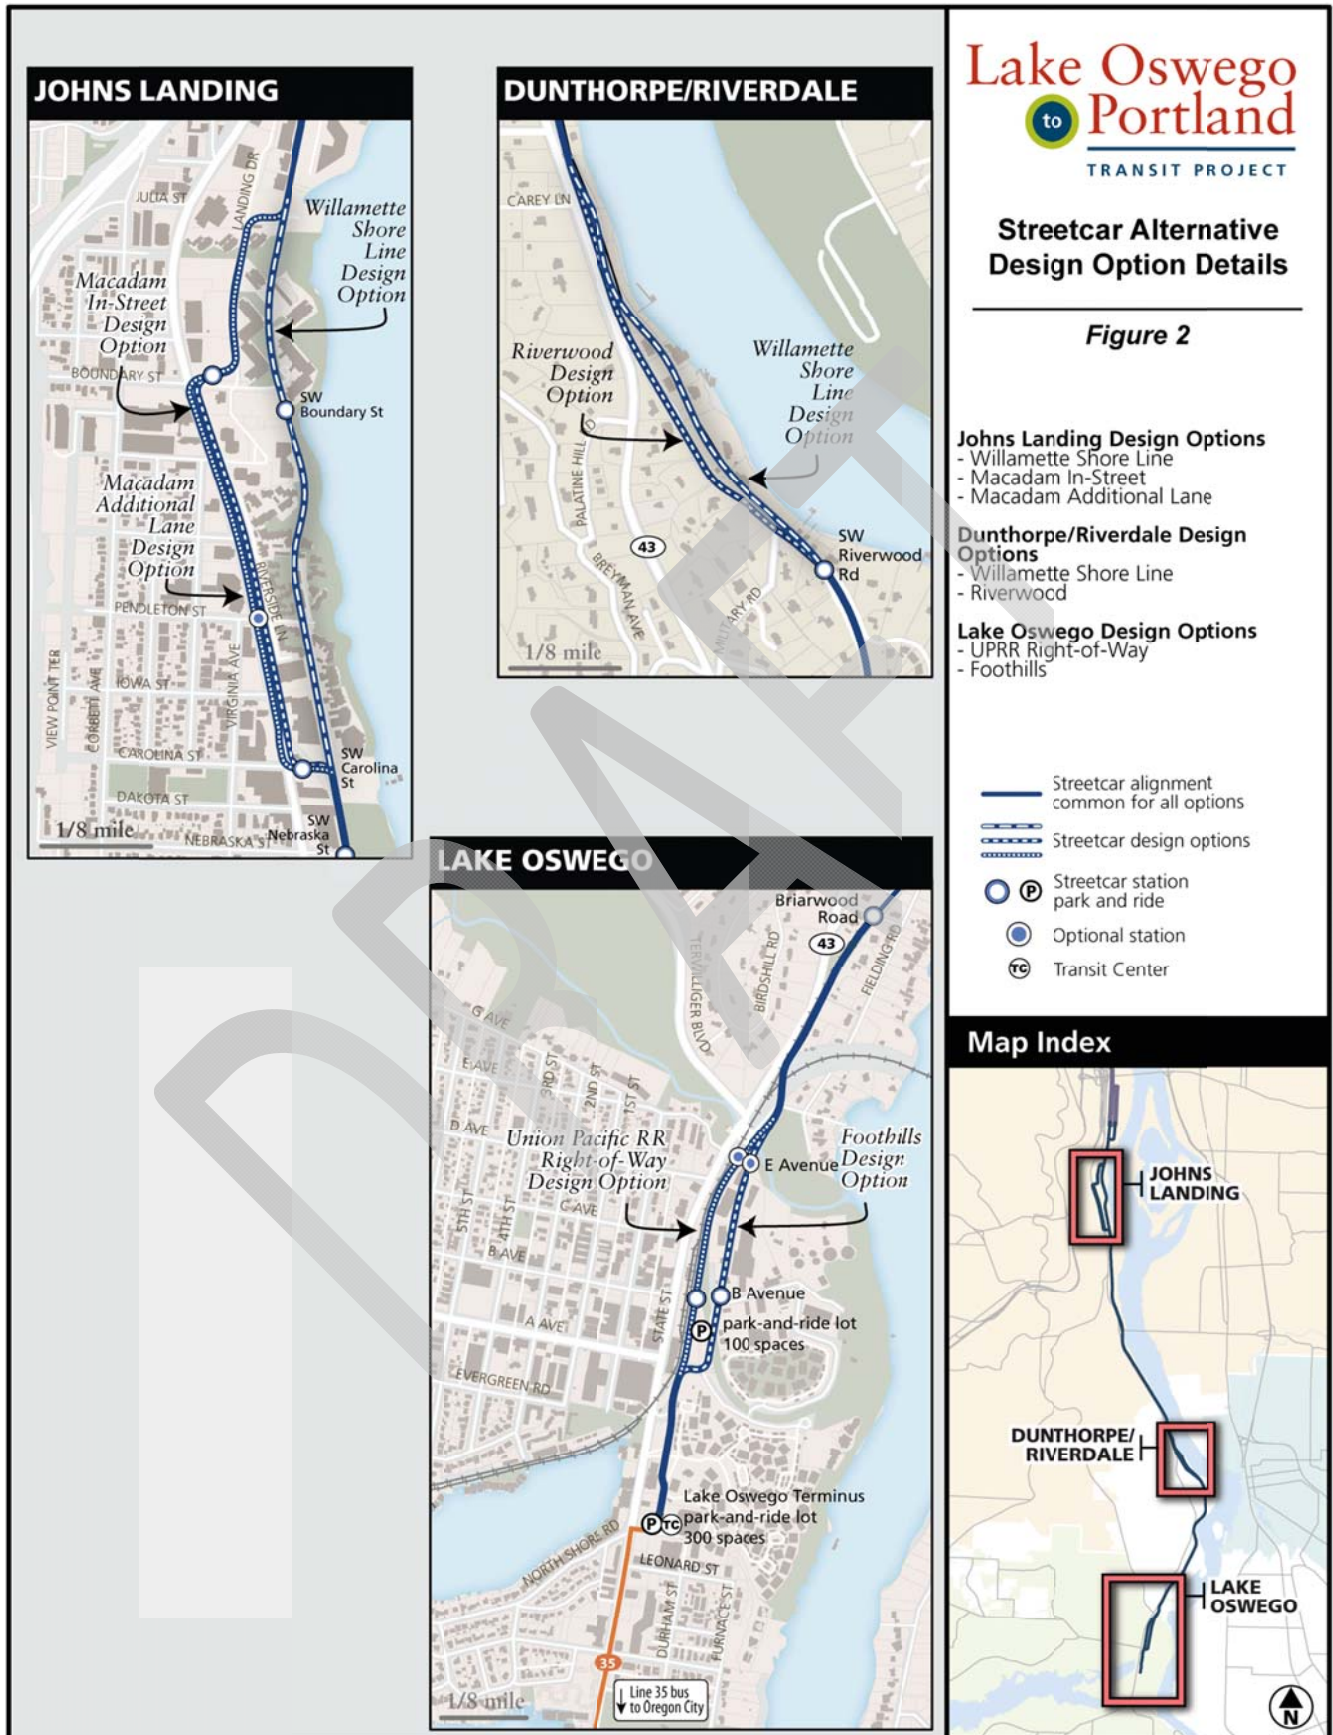 JOHNS LANDING
JULIA ST
LANDING DR
Willamette
Shore
Line
Design
Option
Macadam
In-Street
Design
Option
BOUNDARY ST
SW
Boundary St
Macadam
Additional
Lane
Design
Option
RIVERSIDE LN
PENDLETON ST
VIEW POINT TER
CORBETT AVE
VIRGINIA AVE
IOWA ST
CAROLINA ST
SW
Carolina
St
DAKOTA ST
1/8 mile
NEBRASKA ST
SW
Nebraska
St
DUNTHORPE/RIVERDALE
CAREY LN
Riverwood
Design
Option
Willamette
Shore
Line
Design
Option
PALATINE HILL RD
43
BREYMAN AVE
MILITARY RD
SW
Riverwood
Rd
1/8 mile
LAKE OSWEGO
Briarwood
Road
43
TERWILLIGER BLVD
BIRDSHILL RD
FIELDING RD
G AVE
E AVE
D AVE
3RD ST
2ND ST
1ST ST
Union Pacific RR
Right-of-Way
Design Option
E Avenue
Foothills
Design
Option
5TH ST
4TH ST
C AVE
B AVE
A AVE
STATE ST
B Avenue
P
park-and-ride lot
100 spaces
EVERGREEN RD
Lake Oswego Terminus
P TC park-and-ride lot
300 spaces
NORTH SHORE RD
LEONARD ST
DURHAM ST
FURNACE ST
35
1/8 mile
Line 35 bus
to Oregon City
DRAFT
Lake Oswego
to Portland
TRANSIT PROJECT
Streetcar Alternative
Design Option Details
Figure 2
Johns Landing Design Options
- Willamette Shore Line
- Macadam In-Street
- Macadam Additional Lane
Dunthorpe/Riverdale Design
Options
- Willamette Shore Line
- Riverwood
Lake Oswego Design Options
- UPRR Right-of-Way
- Foothills
Streetcar alignment
common for all options
Streetcar design options
P Streetcar station
park and ride
Optional station
TC Transit Center
Map Index
JOHNS
LANDING
DUNTHORPE/
RIVERDALE
LAKE
OSWEGO
N